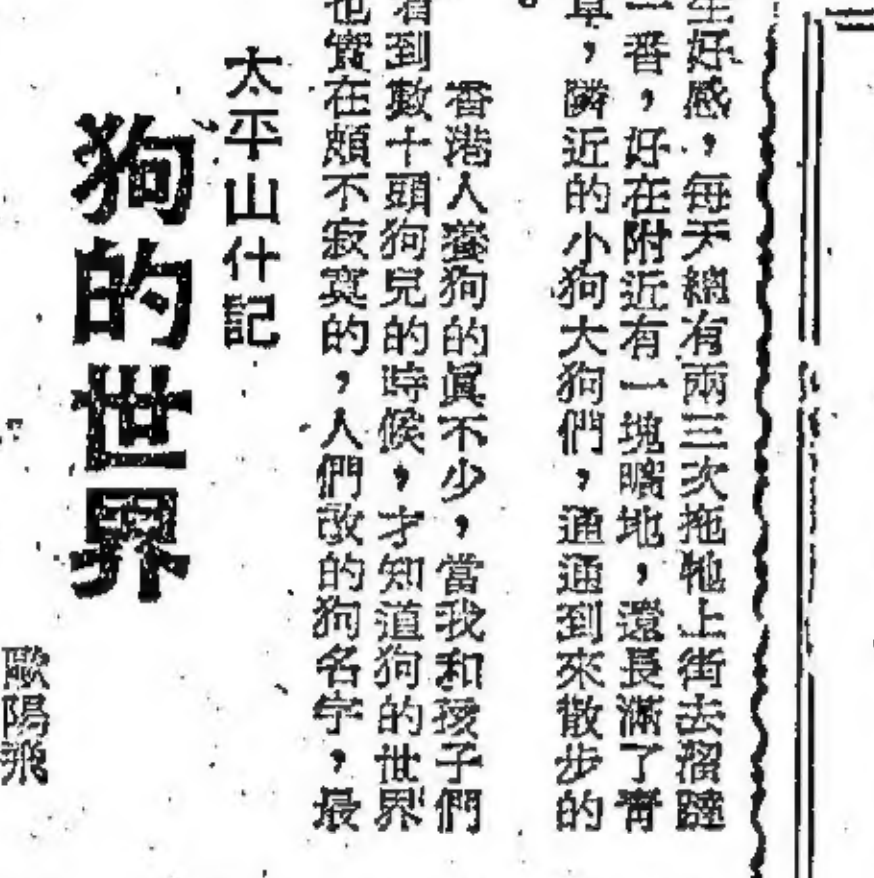 生好感，每天總有兩三次拖牠上街去溜躂
一番，好在附近有一塊曠地，還長滿了青
草，隣近的小狗大狗們，通通到來散步的
。
香港人養狗的眞不少，當我和孩子們
看到數十頭狗兒的時候，才知道狗的世界
也實在頗不寂寞的，人們改的狗名字，最
太平山什記
狗的世界
歐陽飛